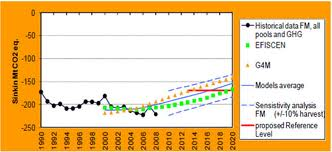 0
-50
-100
-150
-200
-250
Sink in Mt CO2 eq.
1990
1992
1994
1996
1998
2000
2002
2004
2006
2008
2010
2012
2014
2016
2018
2020
Historical data FM, all
pools and GHG
EFISCEN
G4M
Models average
Sensitivity analysis
FM (+/-10% harvest)
proposed Reference
Level